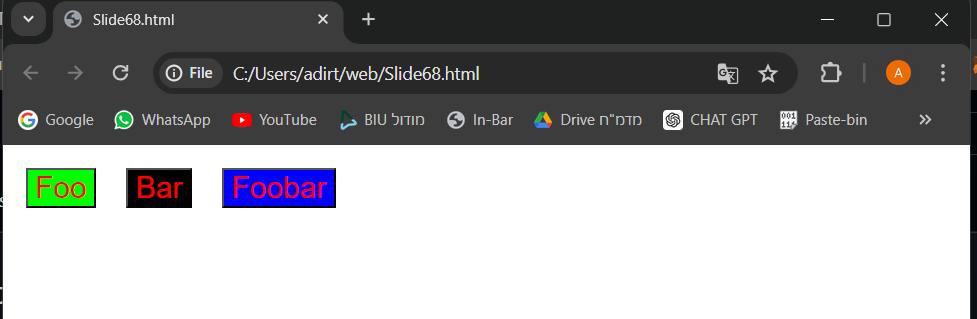 Slide68.html
File C:/Users/adirt/web/Slide68.html A
Google WhatsApp YouTube BIU מודול In-Bar Drive מדמ"ח CHAT GPT Paste-bin
Foo Bar Foobar